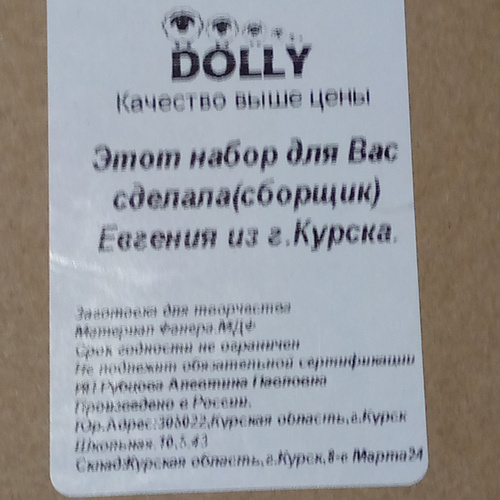 DOLLY
Качество выше цены
Этот набор для Вас
сделала(сборщик)
Евгения из г.Курска.
Заготовки для творчества
Материал Фанера.МДФ
Срок годности не ограничен
Не подлежит обязательной сертификации
ИП Рубцова Алевтина Павловна
Произведено в России.
Юр.Адрес:305022,Курская область,г.Курск
Школьная.10,5,43
Склад:Курская область,г.Курск,8-е Марта24